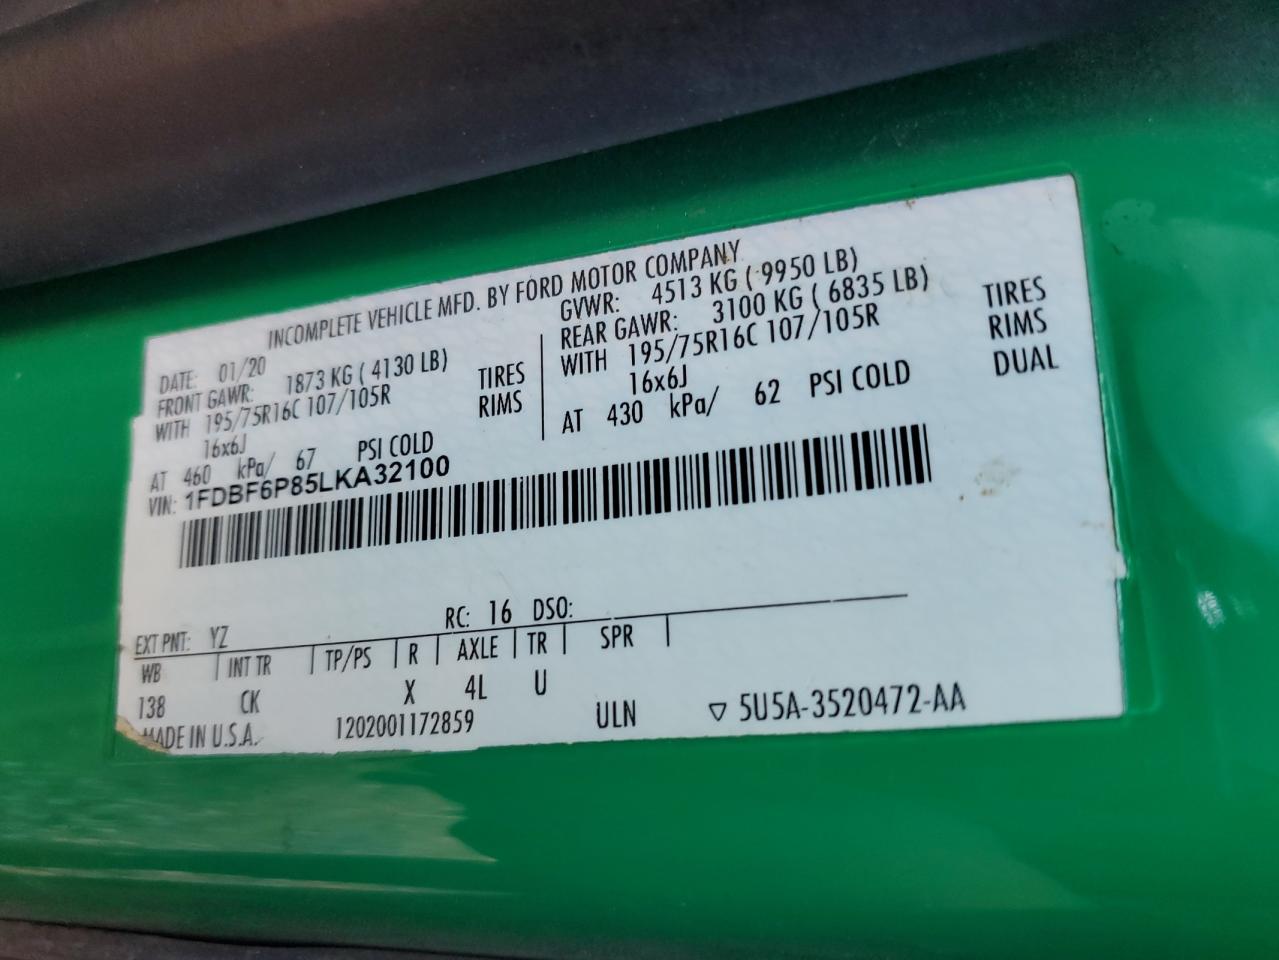 INCOMPLETE VEHICLE MFD. BY FORD MOTOR COMPANY
DATE: 01/20
FRONT GAWR: 1873 KG ( 4130 LB)
WITH 195/75R16C 107/105R TIRES
16x6J RIMS
AT 460 kPa/ 67 PSI COLD
GVWR: 4513 KG ( 9950 LB)
REAR GAWR: 3100 KG ( 6835 LB)
WITH 195/75R16C 107/105R TIRES
16x6J RIMS
AT 430 kPa/ 62 PSI COLD DUAL
VIN: 1FDBF6P85LKA32100
EXT PNT: YZ RC: 16 DSO:
WB INT TR TP/PS R AXLE TR SPR
138 CK X 4L U
MADE IN U.S.A. 1202001172859 ULN ▽ 5U5A-3520472-AA